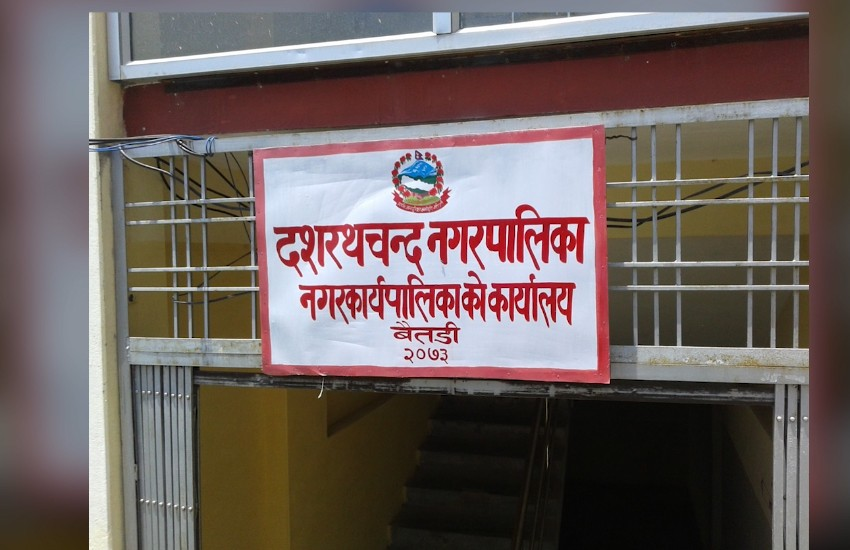 दशरथचन्द नगरपालिका
नगरकार्यपालिकाको कार्यालय
बैतडी
२०७३